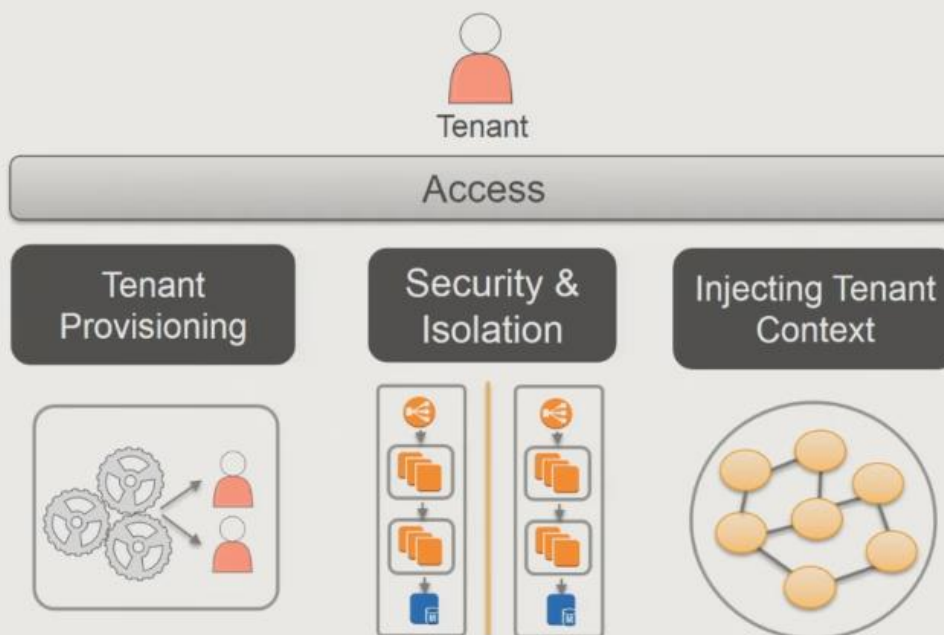 Tenant
Access
Tenant
Provisioning
Security &
Isolation
Injecting Tenant
Context